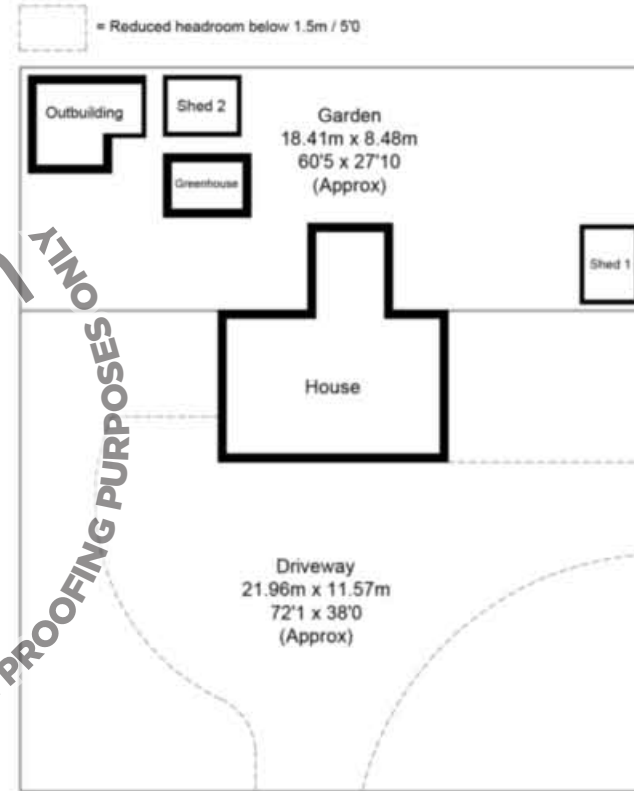 = Reduced headroom below 1.5m / 5'0
Outbuilding
Shed 2
Garden
18.41m x 8.48m
60'5 x 27'10
(Approx)
Greenhouse
Shed 1
House
Driveway
21.96m x 11.57m
72'1 x 38'0
(Approx)
PROOFING PURPOSES ONLY